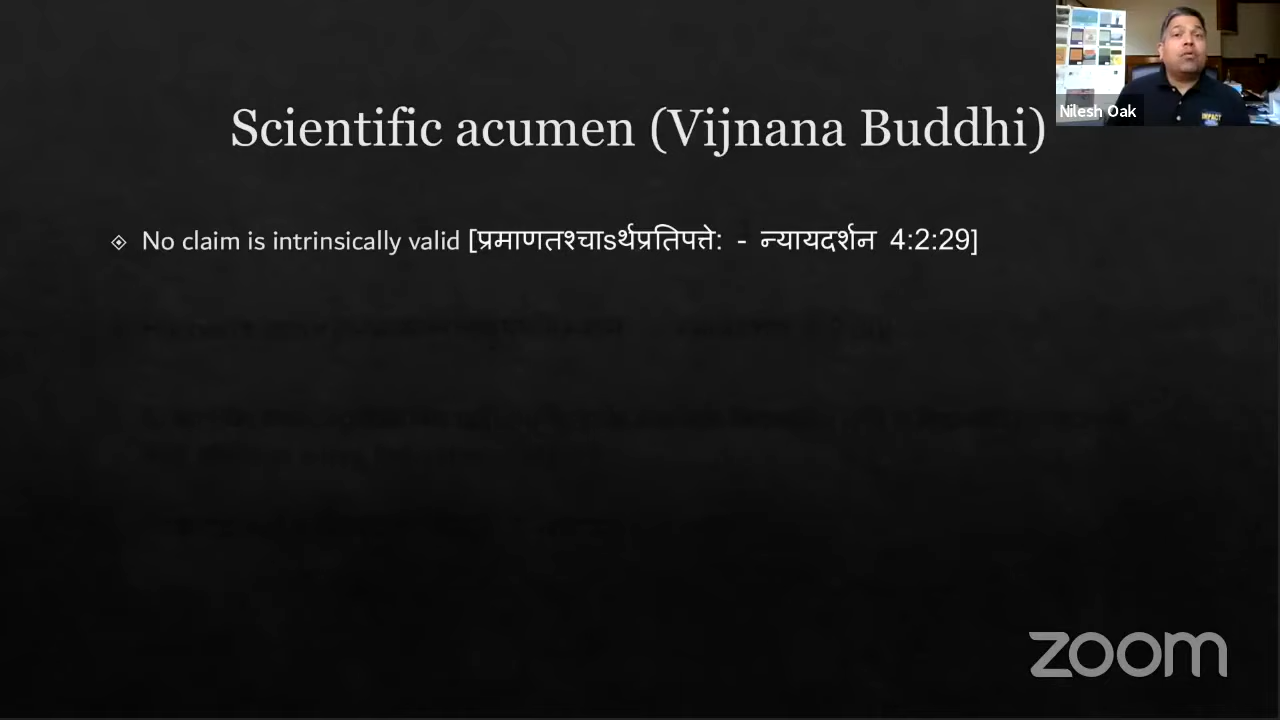 Nilesh Oak
Scientific acumen (Vijnana Buddhi)
No claim is intrinsically valid [प्रमाणतश्चाsर्थप्रतिपत्ते: - न्यायदर्शन 4:2:29]
zoom